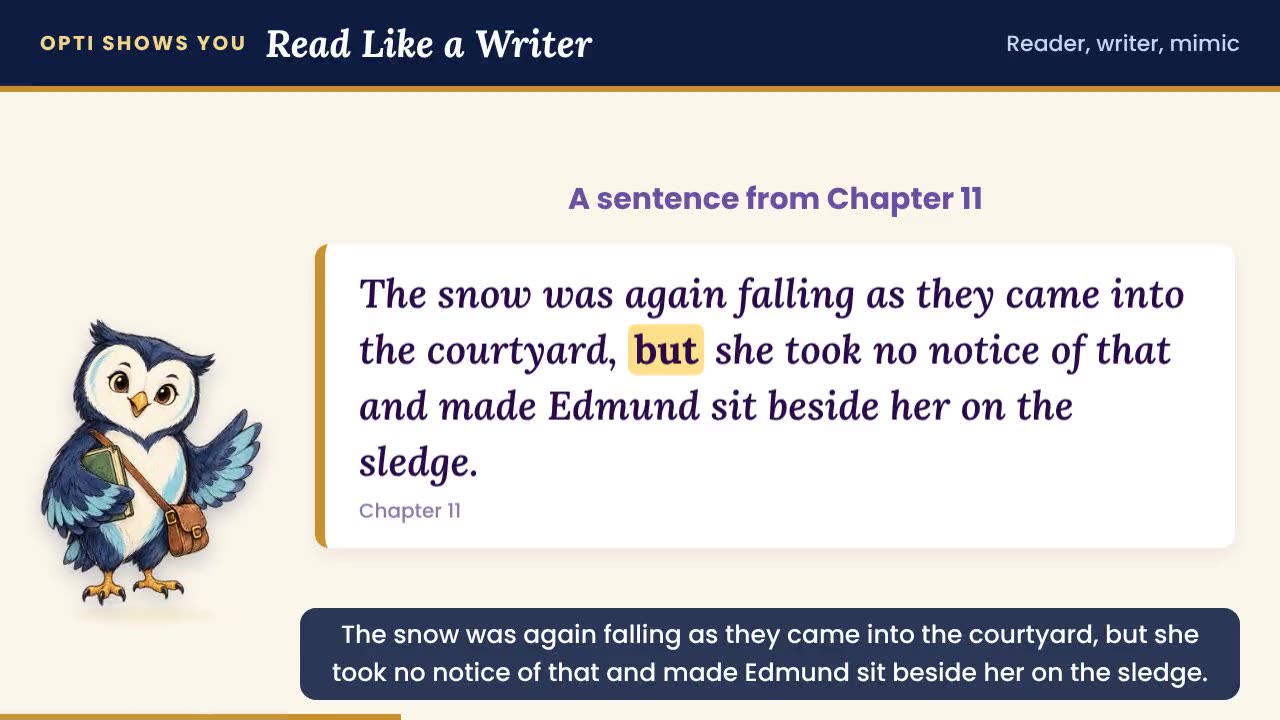 OPTI SHOWS YOU Read Like a Writer
Reader, writer, mimic
A sentence from Chapter 11
The snow was again falling as they came into
the courtyard, but she took no notice of that
and made Edmund sit beside her on the
sledge.
Chapter 11
The snow was again falling as they came into the courtyard, but she
took no notice of that and made Edmund sit beside her on the sledge.